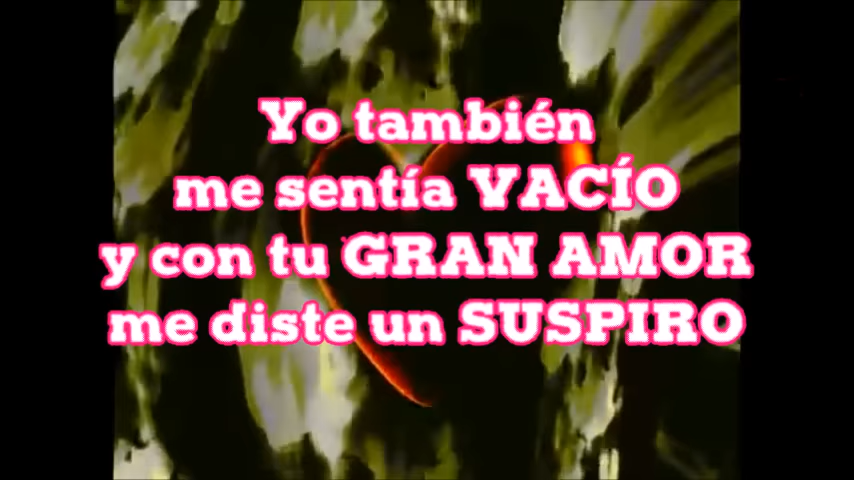 Yo también
me sentía VACÍO
y con tu GRAN AMOR
me diste un SUSPIRO